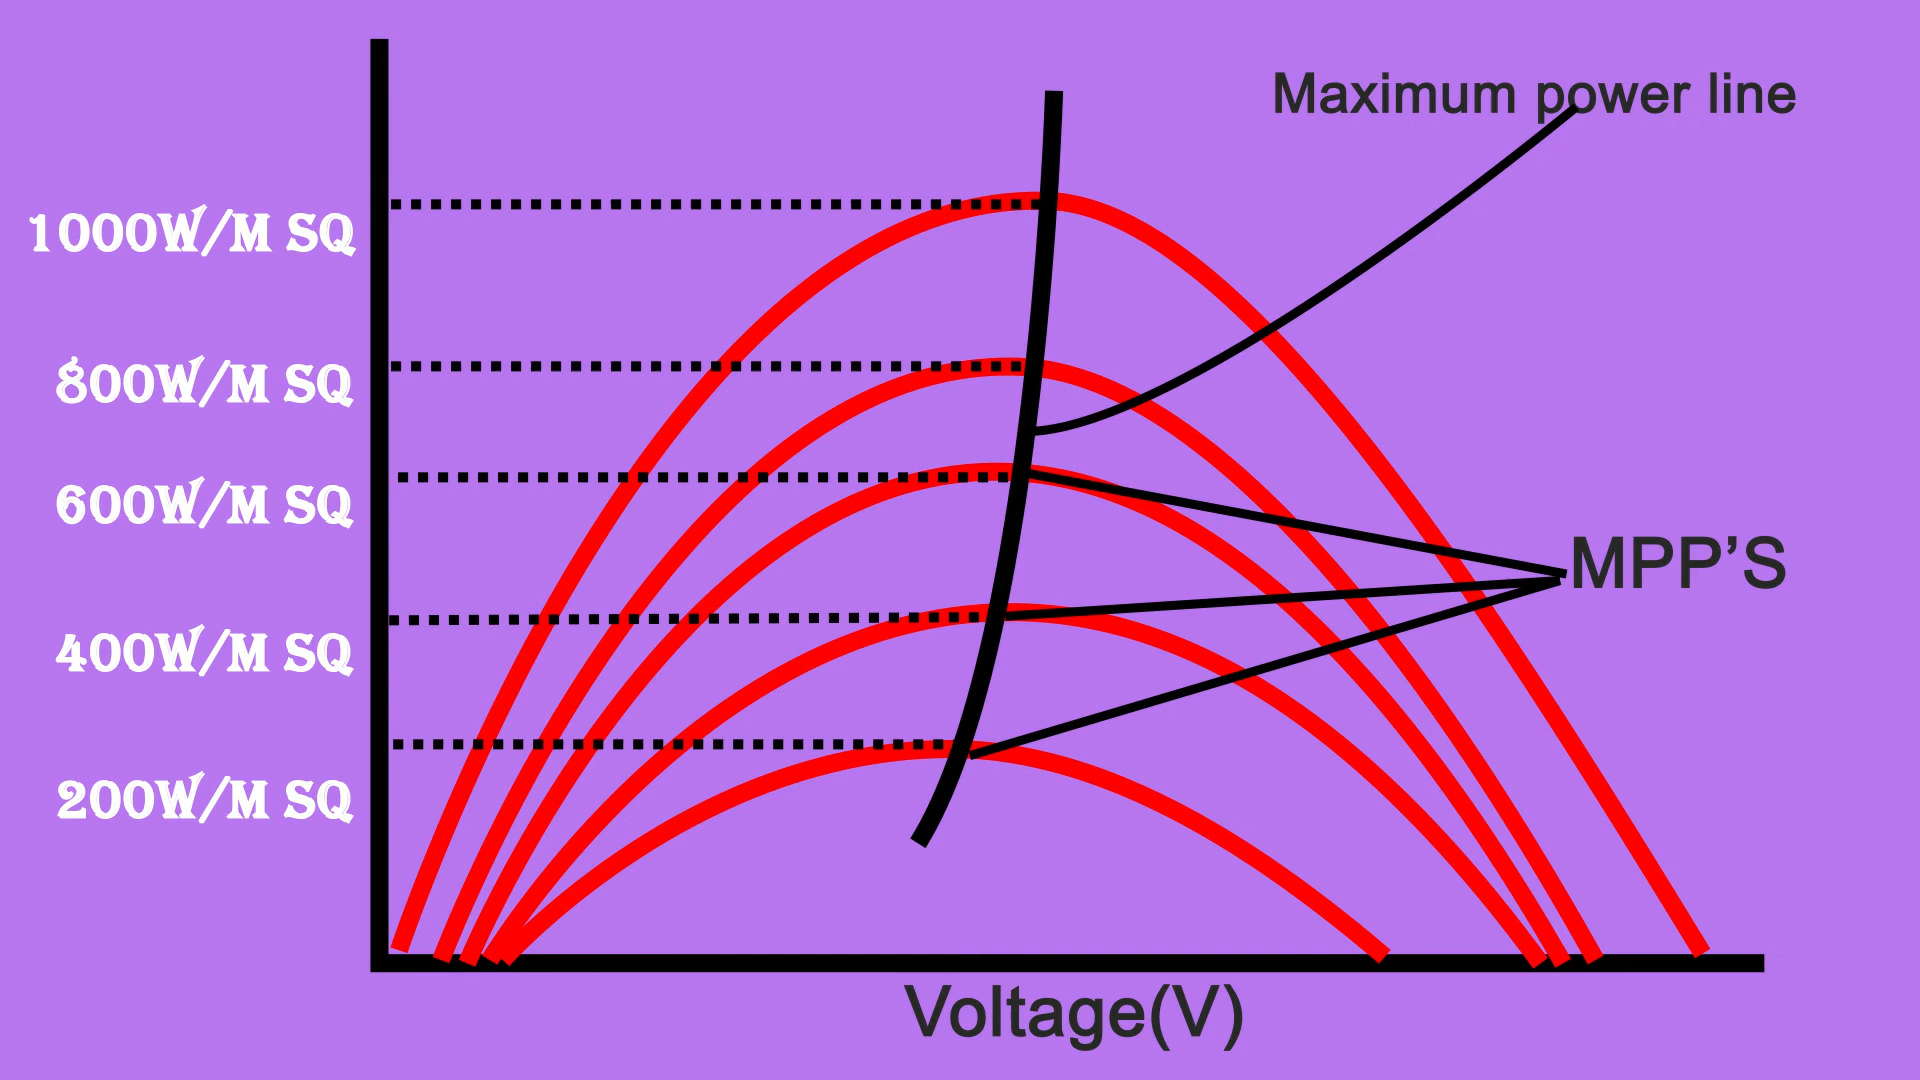 Maximum power line
1000W/M SQ
800W/M SQ
600W/M SQ
MPP’S
400W/M SQ
200W/M SQ
Voltage(V)